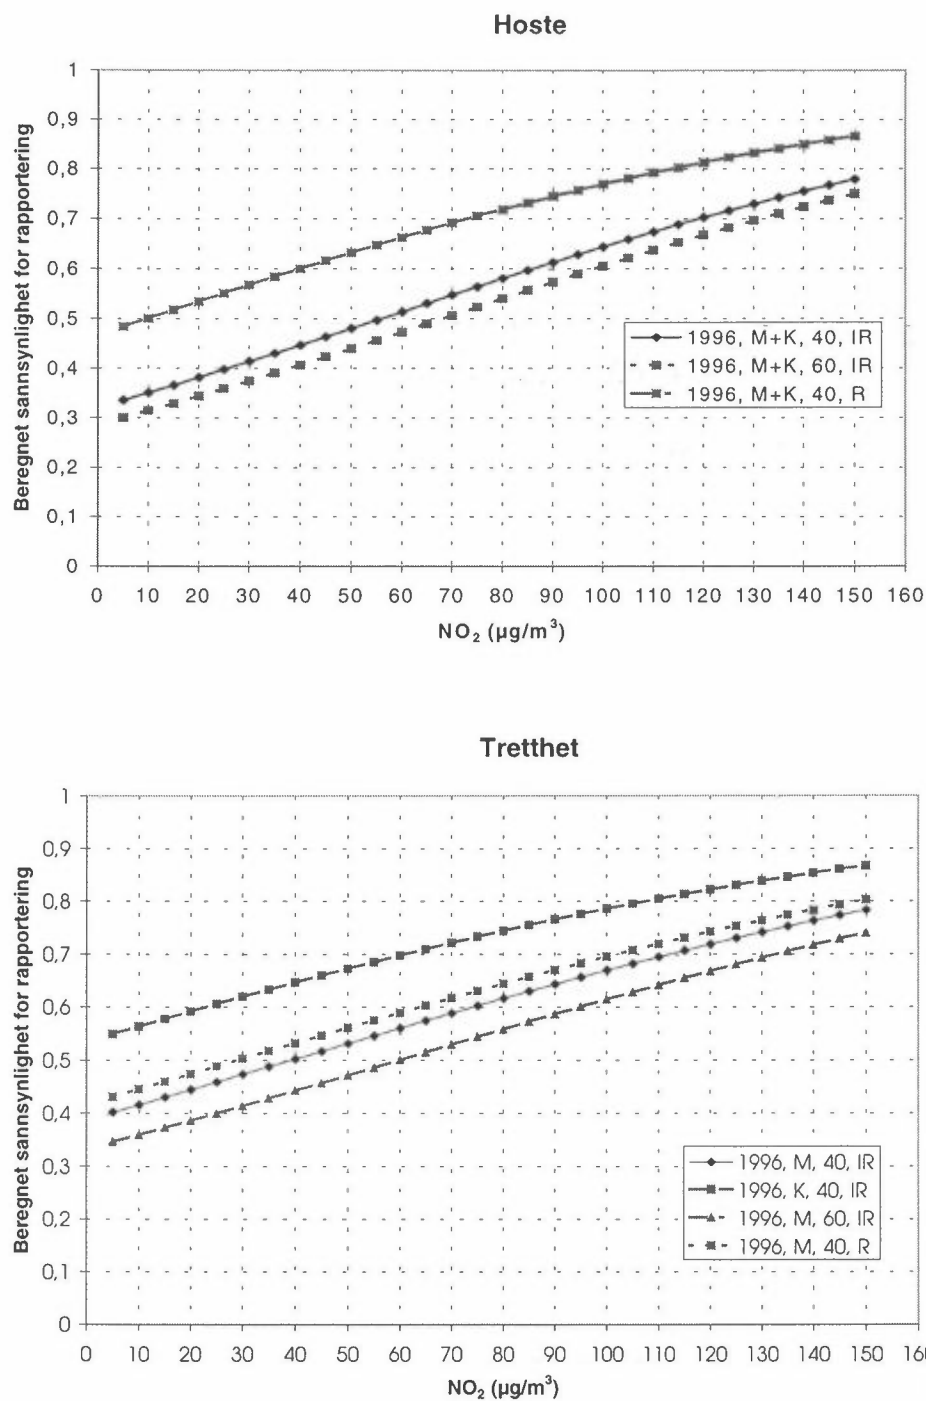 Hoste
Beregnet sannsynlighet for rapportering
1
0,9
0,8
0,7
0,6
0,5
0,4
0,3
0,2
0,1
0
1996, M+K, 40, IR
1996, M+K, 60, IR
1996, M+K, 40, R
0 10 20 30 40 50 60 70 80 90 100 110 120 130 140 150 160
NO₂ (µg/m³)
Tretthet
Beregnet sannsynlighet for rapportering
1
0,9
0,8
0,7
0,6
0,5
0,4
0,3
0,2
0,1
0
1996, M, 40, IR
1996, K, 40, IR
1996, M, 60, IR
1996, M, 40, R
0 10 20 30 40 50 60 70 80 90 100 110 120 130 140 150
NO₂ (µg/m³)